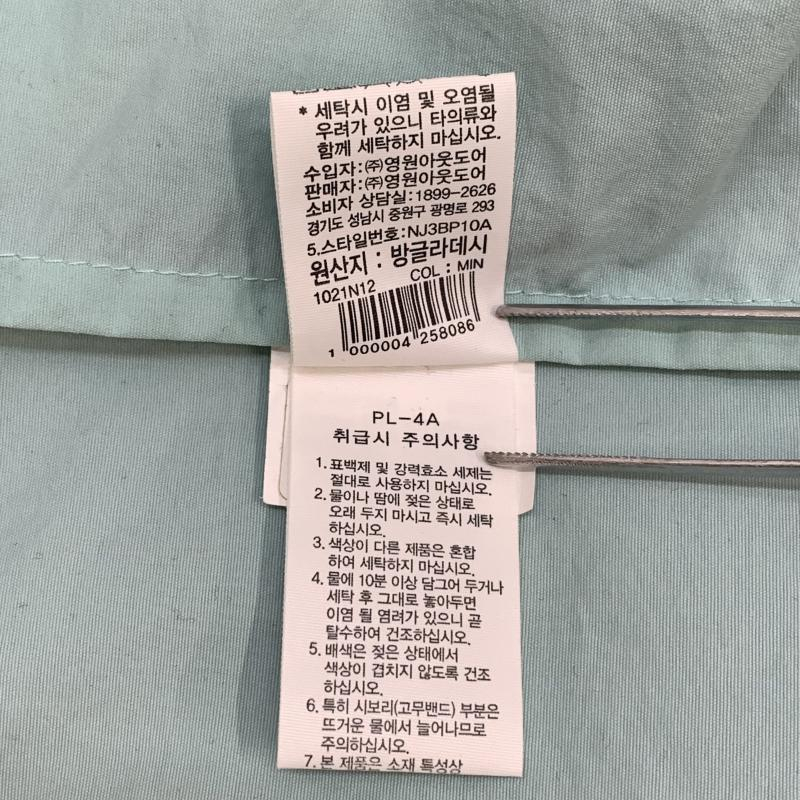 * 세탁시 이염 및 오염될
우려가 있으니 타의류와
함께 세탁하지 마십시오.
수입자:㈜영원아웃도어
판매자:㈜영원아웃도어
소비자 상담실:1899-2626
경기도 성남시 중원구 광명로 293
5.스타일번호:NJ3BP10A
원산지 : 방글라데시
1021N12 COL : MIN
1 000004 258086
PL-4A
취급시 주의사항
1. 표백제 및 강력효소 세제는
절대로 사용하지 마십시오.
2. 물이나 땀에 젖은 상태로
오래 두지 마시고 즉시 세탁
하십시오.
3. 색상이 다른 제품은 혼합
하여 세탁하지 마십시오.
4. 물에 10분 이상 담그어 두거나
세탁 후 그대로 놓아두면
이염 될 염려가 있으니 곧
탈수하여 건조하십시오.
5. 배색은 젖은 상태에서
색상이 겹치지 않도록 건조
하십시오.
6. 특히 시보리(고무밴드) 부분은
뜨거운 물에서 늘어나므로
주의하십시오.
7. 본 제품은 소재 특성상